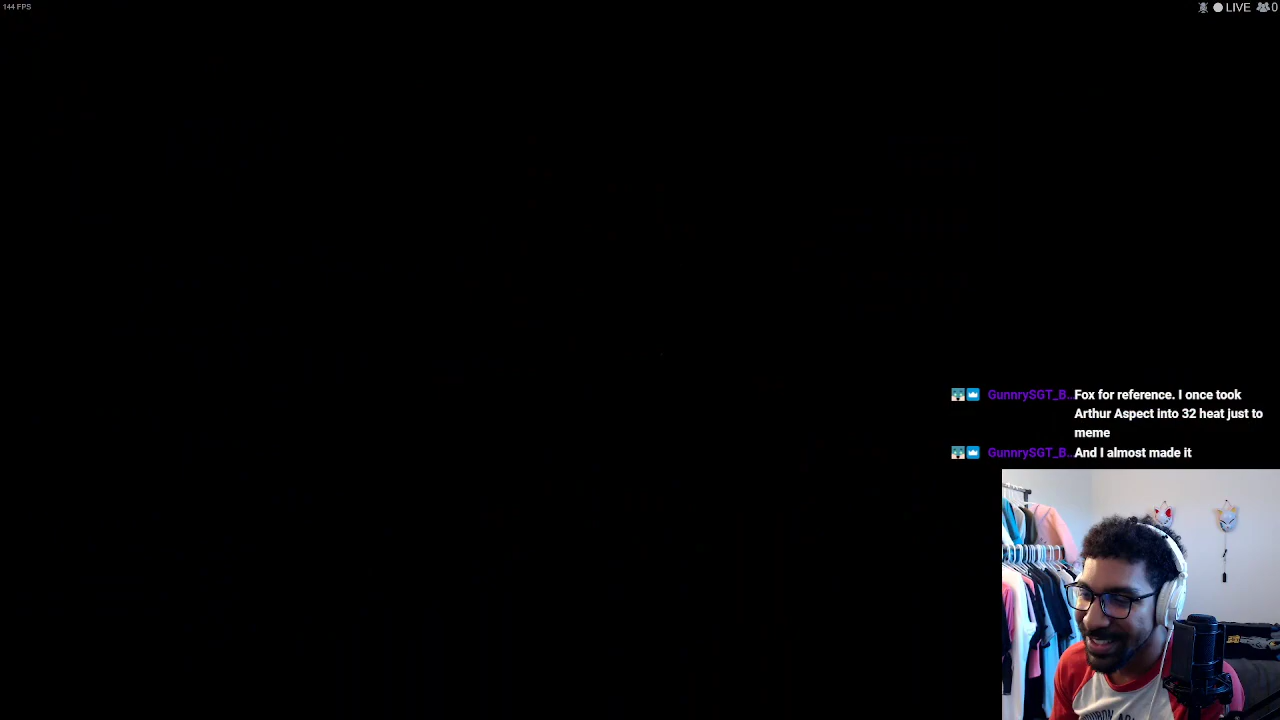 144 FPS
LIVE 0
GunnrySGT_B... Fox for reference. I once took
Arthur Aspect into 32 heat just to
meme
GunnrySGT_B... And I almost made it